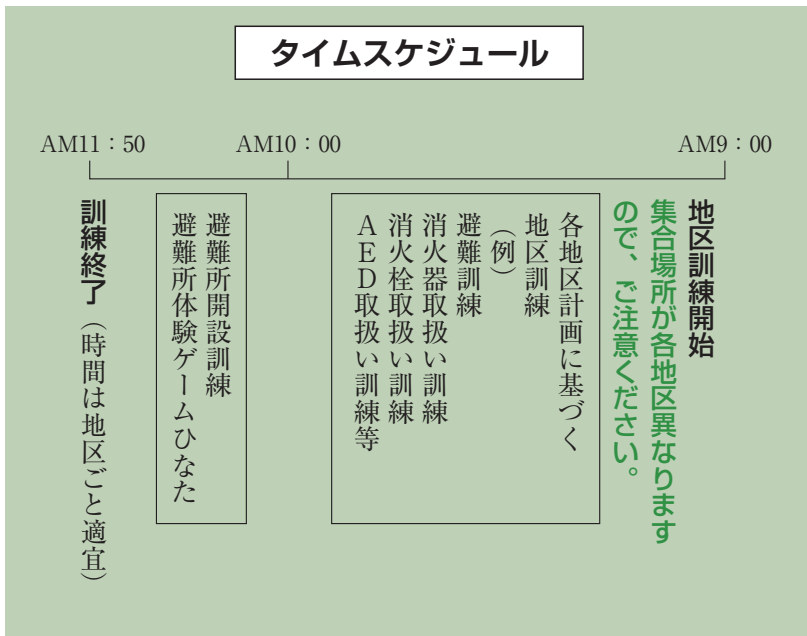 タイムスケジュール
AM9：00
地区訓練開始
集合場所が各地区異なります
ので、ご注意ください。
各地区計画に基づく
地区訓練
（例）
避難訓練
消火器取扱い訓練
消火栓取扱い訓練
ＡＥＤ取扱い訓練等
AM10：00
避難所開設訓練
避難所体験ゲームひなた
AM11：50
訓練終了（時間は地区ごと適宜）